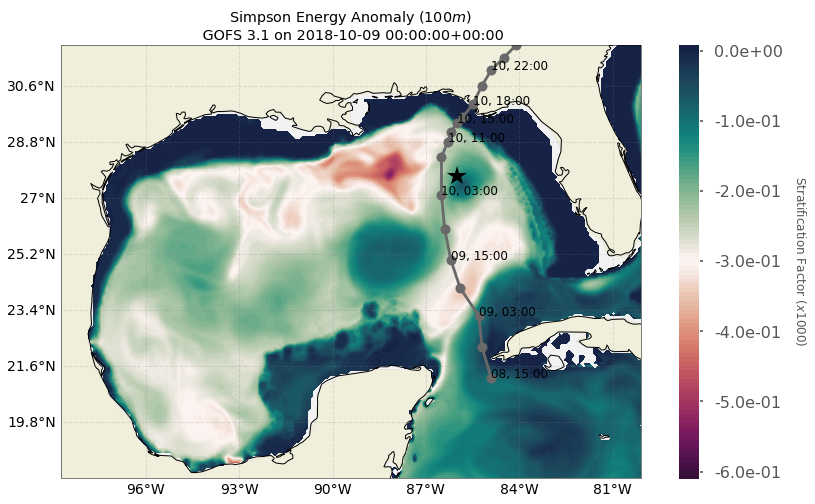 Simpson Energy Anomaly (100m)
GOFS 3.1 on 2018-10-09 00:00:00+00:00
30.6°N
28.8°N
27°N
25.2°N
23.4°N
21.6°N
19.8°N
96°W
93°W
90°W
87°W
84°W
81°W
10, 22:00
10, 18:00
10, 15:00
10, 11:00
10, 03:00
09, 15:00
09, 03:00
08, 15:00
0.0e+00
-1.0e-01
-2.0e-01
-3.0e-01
-4.0e-01
-5.0e-01
-6.0e-01
Stratification Factor (x1000)